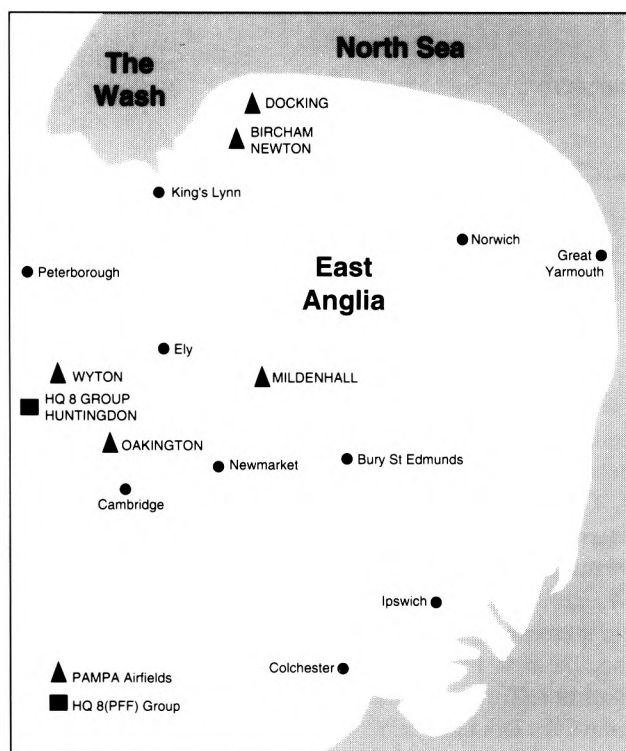 North Sea
The
Wash
DOCKING
BIRCHAM
NEWTON
King's Lynn
Norwich
Great
Yarmouth
Peterborough
East
Anglia
Ely
WYTON
MILDENHALL
HQ 8 GROUP
HUNTINGDON
OAKINGTON
Newmarket
Bury St Edmunds
Cambridge
Ipswich
Colchester
PAMPA Airfields
HQ 8(PFF) Group